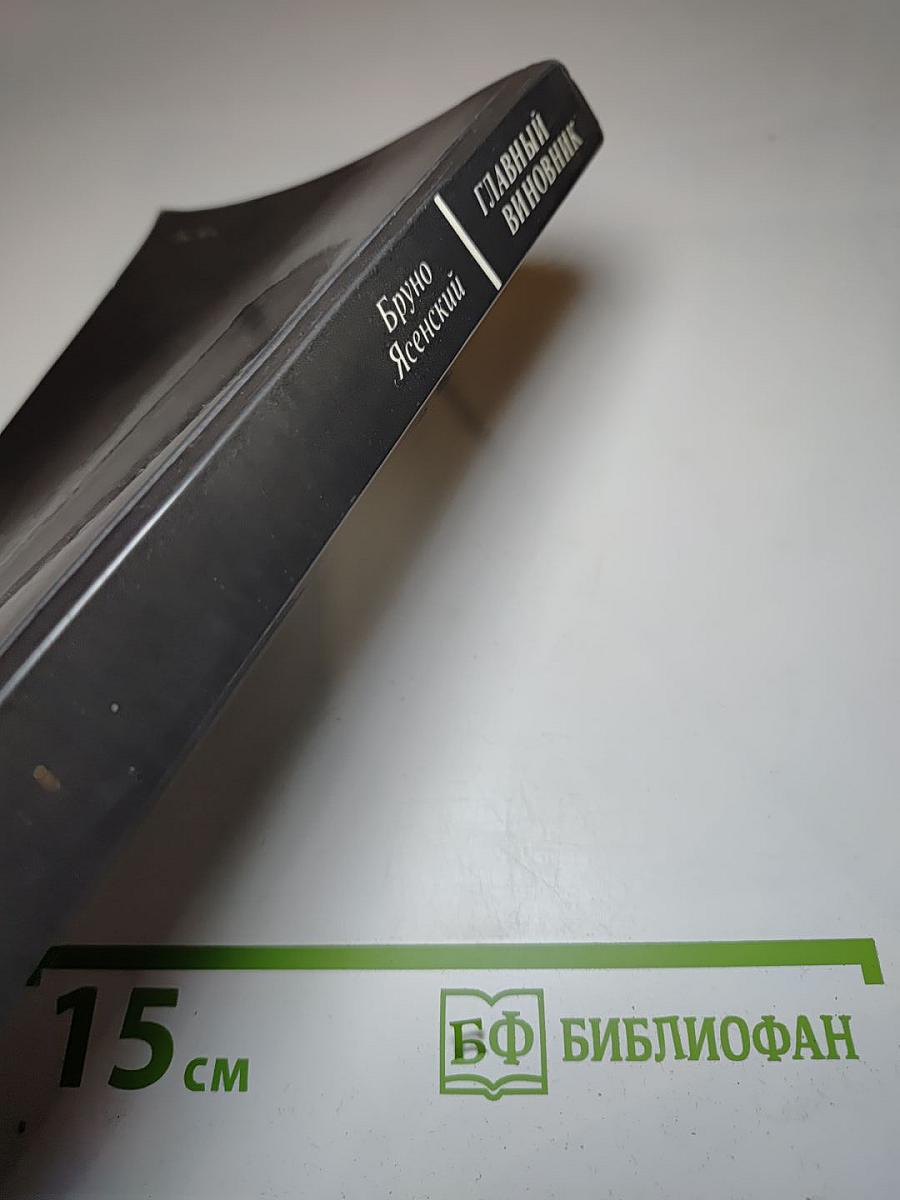 Бруно
Ясенский
ГЛАВНЫЙ
ВИНОВНИК
15 см
БФ БИБЛИОФАН